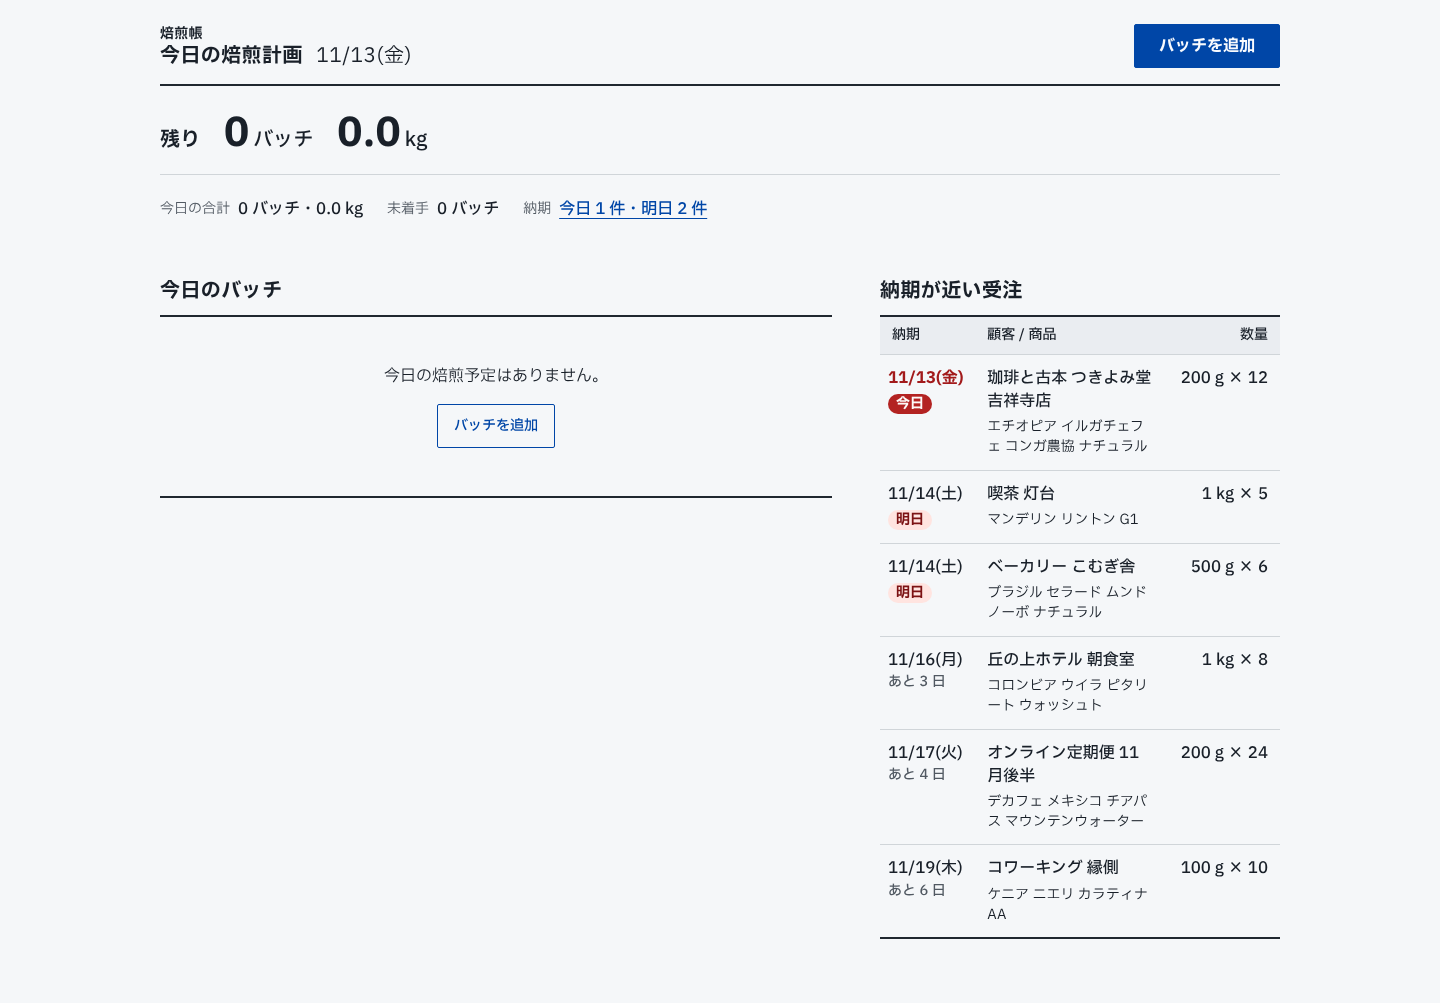 焙煎帳
今日の焙煎計画 11/13(金)
バッチを追加
残り 0 バッチ 0.0 kg
今日の合計 0 バッチ・0.0 kg 未着手 0 バッチ 納期 今日 1 件・明日 2 件
今日のバッチ
今日の焙煎予定はありません。
バッチを追加
納期が近い受注
納期 顧客 / 商品 数量
11/13(金) 珈琲と古本 つきよみ堂 200 g × 12
今日 吉祥寺店
エチオピア イルガチェフ
ェ コンガ農協 ナチュラル
11/14(土) 喫茶 灯台 1 kg × 5
明日 マンデリン リントン G1
11/14(土) ベーカリー こむぎ舎 500 g × 6
明日 ブラジル セラード ムンド
ノーボ ナチュラル
11/16(月) 丘の上ホテル 朝食室 1 kg × 8
あと 3 日 コロンビア ウイラ ピタリ
ート ウォッシュト
11/17(火) オンライン定期便 11 200 g × 24
あと 4 日 月後半
デカフェ メキシコ チアパ
ス マウンテンウォーター
11/19(木) コワーキング 縁側 100 g × 10
あと 6 日 ケニア ニエリ カラティナ
AA